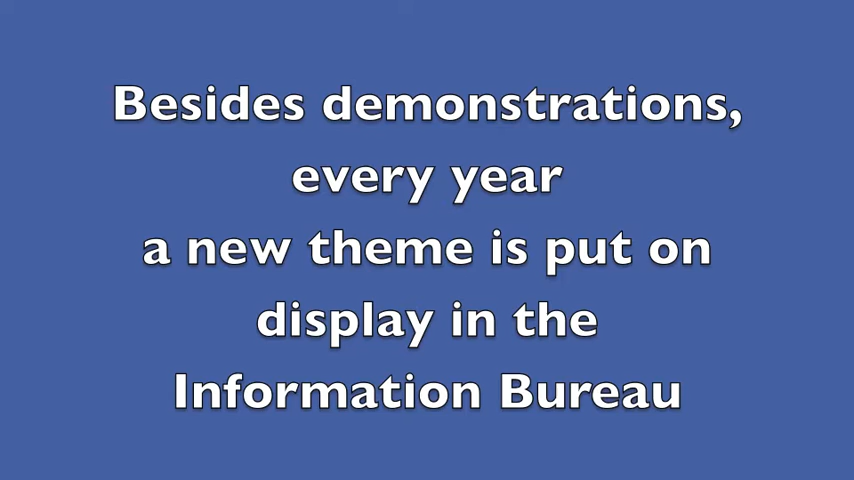 Besides demonstrations,
every year
a new theme is put on
display in the
Information Bureau